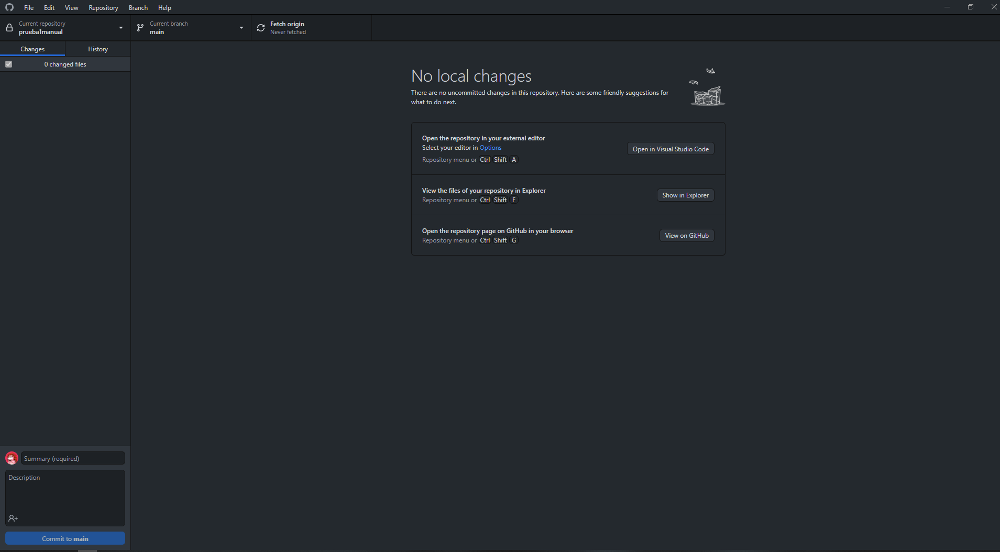 File Edit View Repository Branch Help
Current repository
prueba1manual
Current branch
main
Fetch origin
Never fetched
Changes
History
0 changed files
No local changes
There are no uncommitted changes in this repository. Here are some friendly suggestions for
what to do next.
Open the repository in your external editor
Select your editor in Options
Repository menu or Ctrl Shift A
Open in Visual Studio Code
View the files of your repository in Explorer
Repository menu or Ctrl Shift F
Show in Explorer
Open the repository page on GitHub in your browser
Repository menu or Ctrl Shift G
View on GitHub
Summary (required)
Description
Commit to main